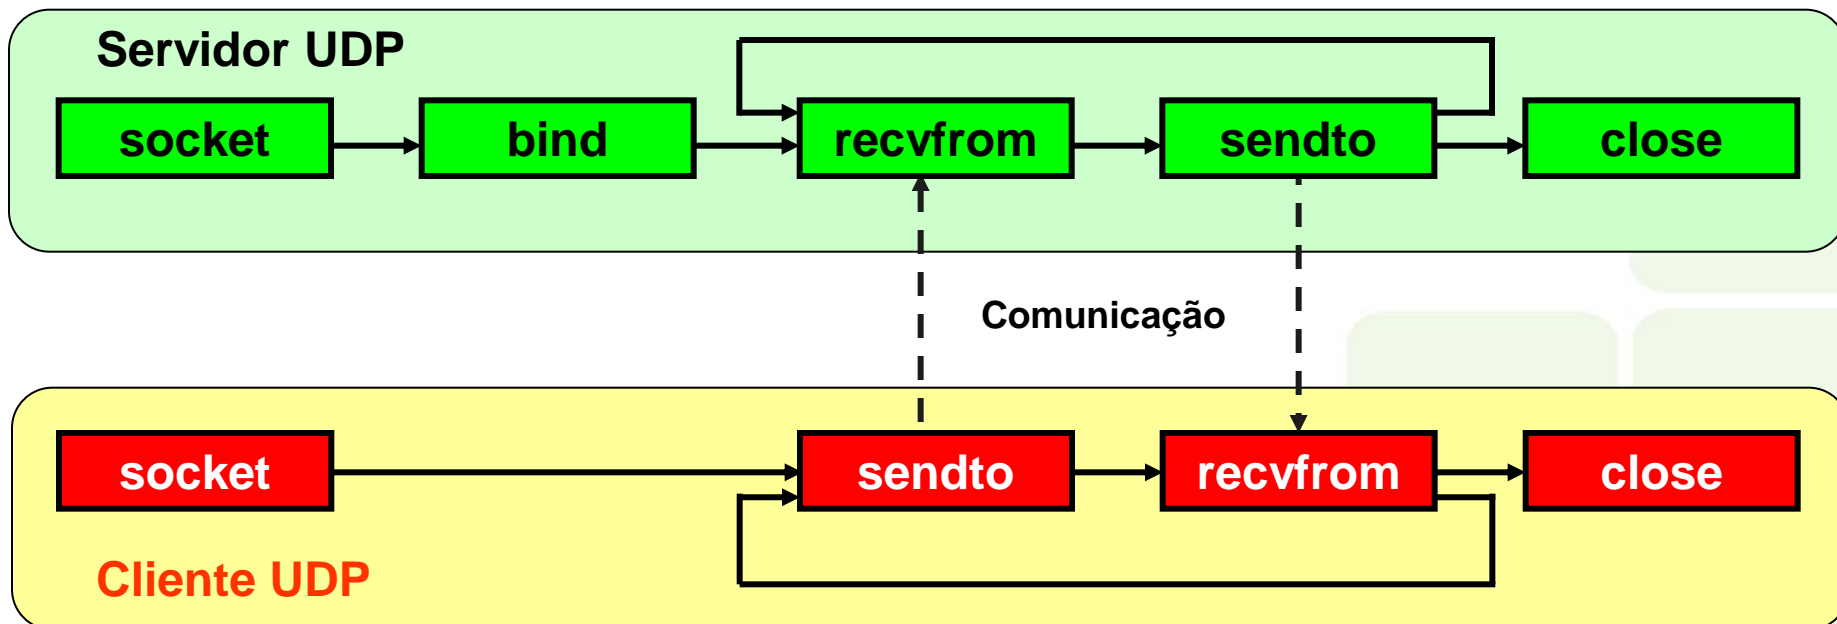 Servidor UDP
socket
bind
recvfrom
sendto
close
Comunicação
socket
sendto
recvfrom
close
Cliente UDP